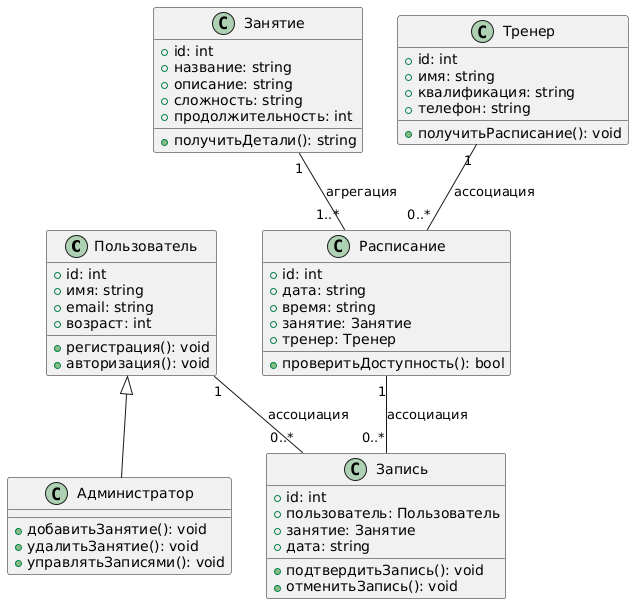 C Занятие
id: int
название: string
описание: string
сложность: string
продолжительность: int
получитьДетали(): string
C Тренер
id: int
имя: string
квалификация: string
телефон: string
получитьРасписание(): void
1
агрегация
1..*
1
ассоциация
0..*
C Пользователь
id: int
имя: string
email: string
возраст: int
регистрация(): void
авторизация(): void
C Расписание
id: int
дата: string
время: string
занятие: Занятие
тренер: Тренер
проверитьДоступность(): bool
1
ассоциация
0..*
1
ассоциация
0..*
C Администратор
добавитьЗанятие(): void
удалитьЗанятие(): void
управлятьЗаписями(): void
C Запись
id: int
пользователь: Пользователь
занятие: Занятие
дата: string
подтвердитьЗапись(): void
отменитьЗапись(): void